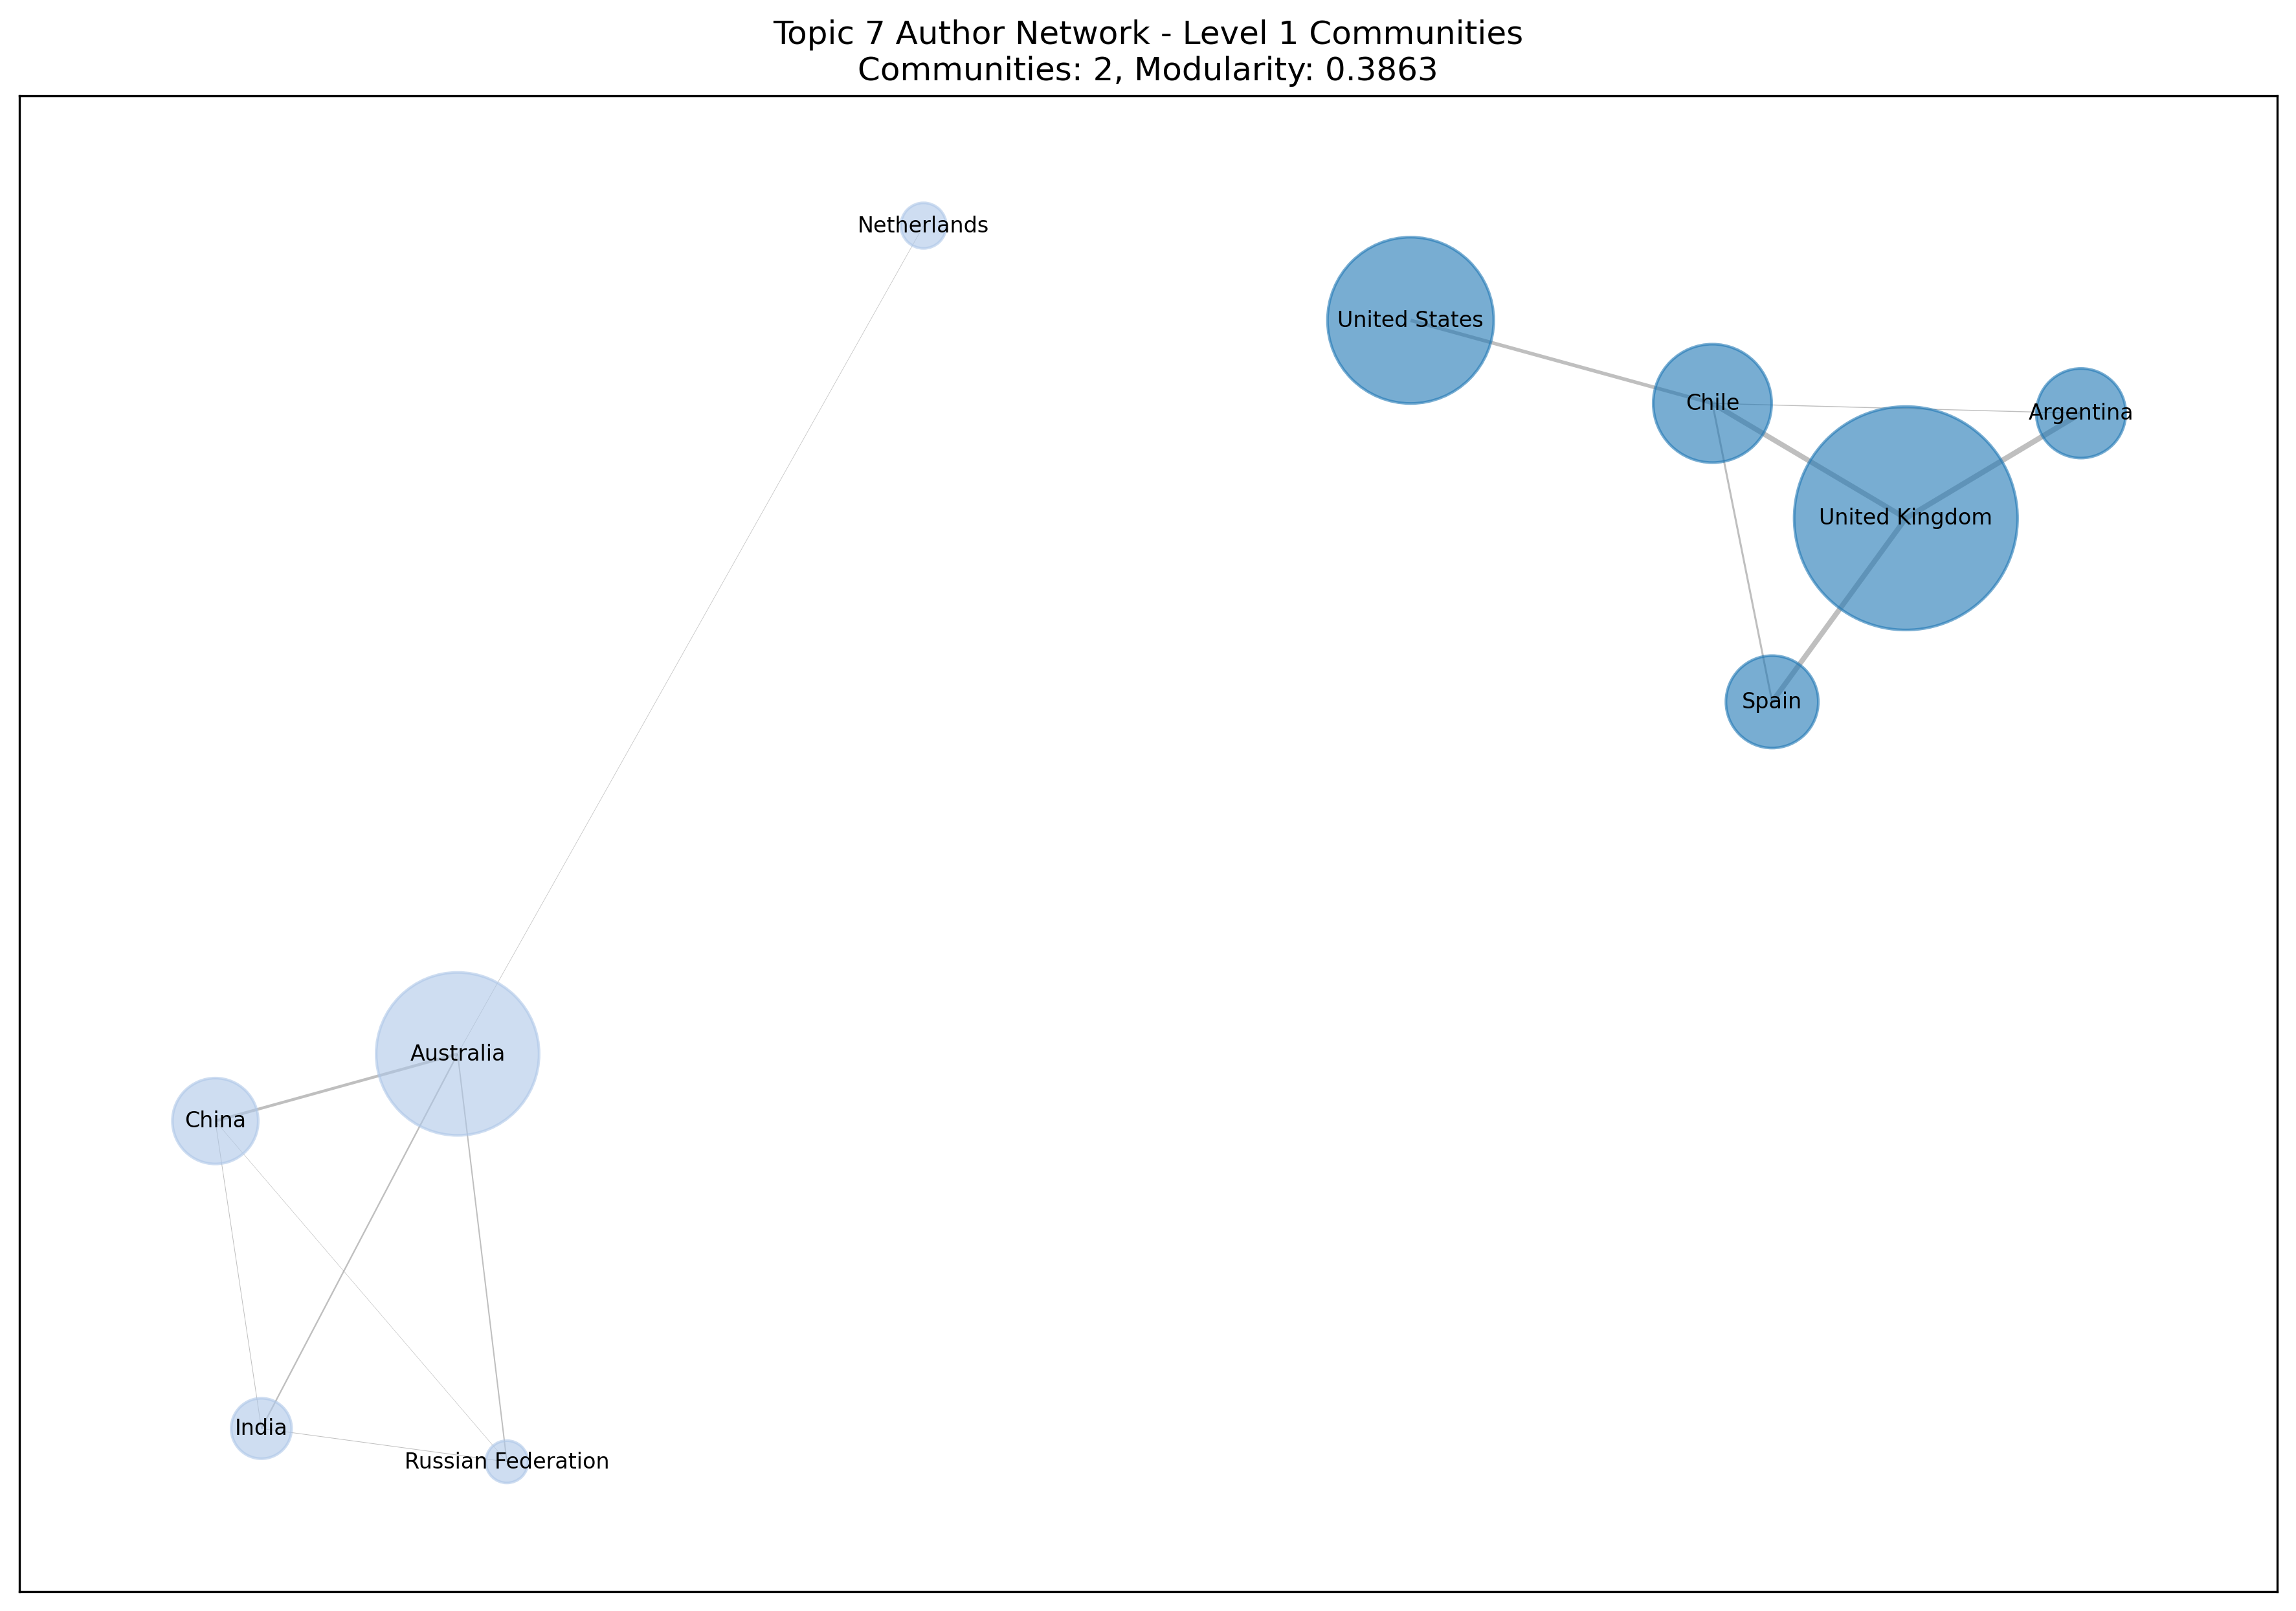 Topic 7 Author Network - Level 1 Communities
Communities: 2, Modularity: 0.3863
Netherlands
United States
Chile
Argentina
United Kingdom
Spain
Australia
China
India
Russian Federation